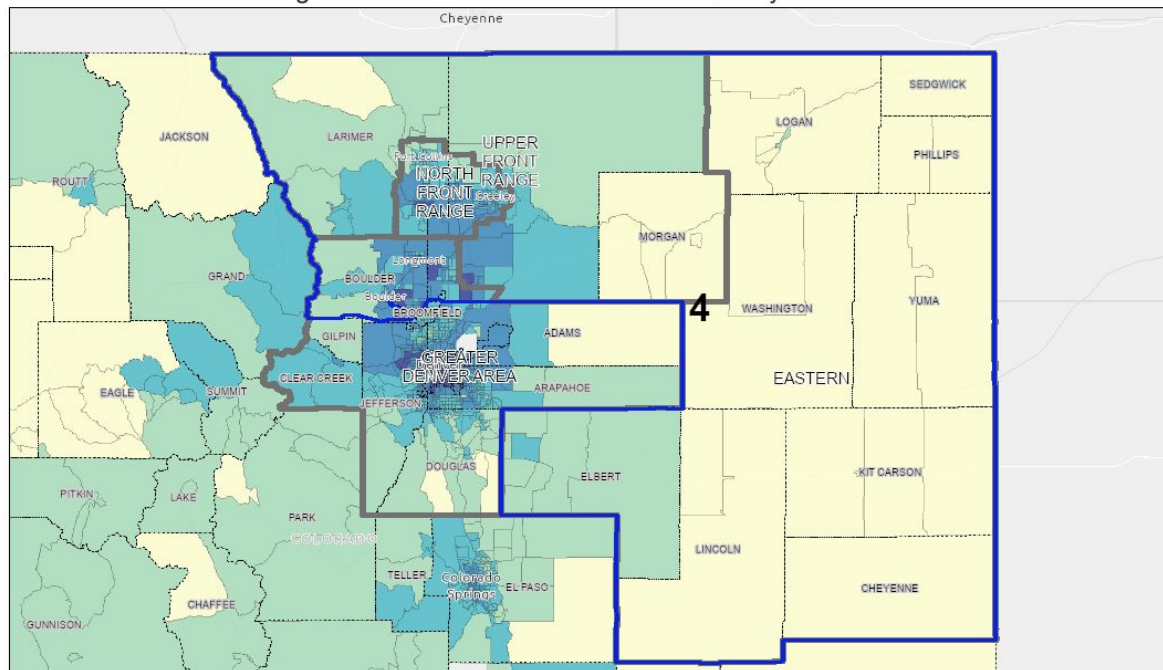 Cheyenne
SEDGWICK
LOGAN
JACKSON
LARIMER
UPPER
FRONT
RANGE
PHILLIPS
Fort Collins
NORTH
FRONT
RANGE
Greeley
ROUTT
MORGAN
Longmont
GRAND
BOULDER
Boulder
BROOMFIELD
4
WASHINGTON
YUMA
GILPIN
ADAMS
GREATER
DENVER AREA
CLEAR CREEK
EASTERN
ARAPAHOE
EAGLE
SUMMIT
JEFFERSON
DOUGLAS
ELBERT
KIT CARSON
PITKIN
LAKE
PARK
COLORADO
LINCOLN
TELLER
Colorado
Springs
EL PASO
CHEYENNE
CHAFFEE
GUNNISON